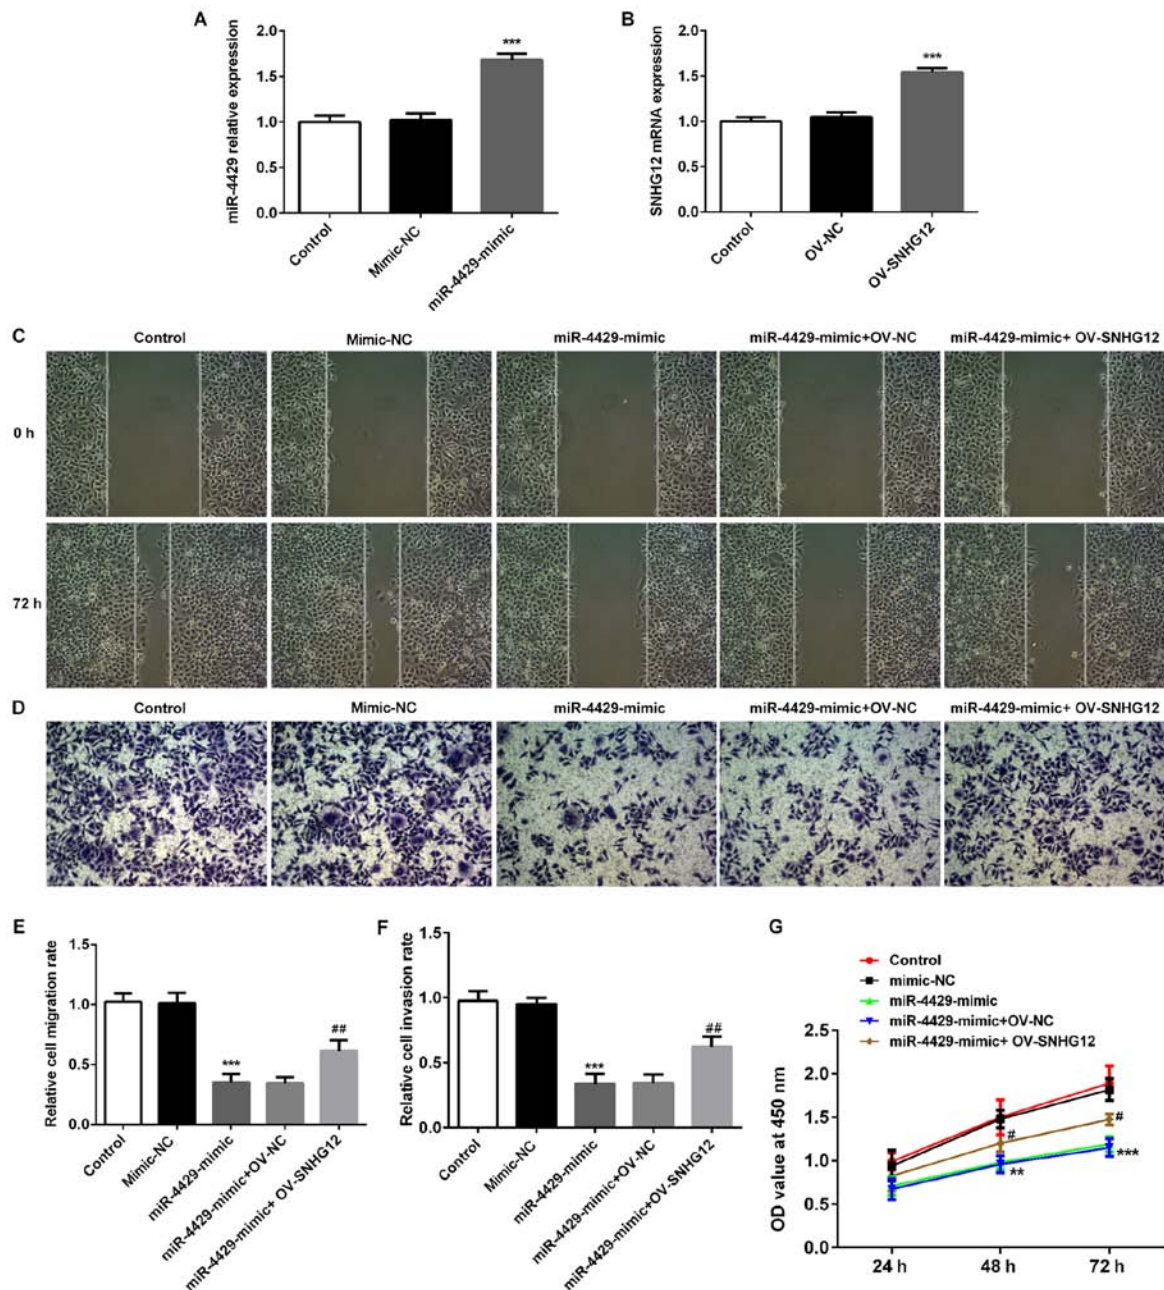 A
miR-4429 relative expression
2.0
1.5
1.0
0.5
0.0
***
Control
Mimic-NC
miR-4429-mimic
B
SNHG12 mRNA expression
2.0
1.5
1.0
0.5
0.0
***
Control
OV-NC
OV-SNHG12
C
Control
Mimic-NC
miR-4429-mimic
miR-4429-mimic+OV-NC
miR-4429-mimic+ OV-SNHG12
0 h
72 h
D
Control
Mimic-NC
miR-4429-mimic
miR-4429-mimic+OV-NC
miR-4429-mimic+ OV-SNHG12
E
Relative cell migration rate
1.5
1.0
0.5
0.0
***
##
Control
Mimic-NC
miR-4429-mimic
miR-4429-mimic+OV-NC
miR-4429-mimic+ OV-SNHG12
F
Relative cell invasion rate
1.5
1.0
0.5
0.0
***
##
Control
Mimic-NC
miR-4429-mimic
miR-4429-mimic+OV-NC
miR-4429-mimic+OV-SNHG12
G
Control
mimic-NC
miR-4429-mimic
miR-4429-mimic+OV-NC
miR-4429-mimic+ OV-SNHG12
OD value at 450 nm
2.5
2.0
1.5
1.0
0.5
0.0
#
**
#
***
24 h
48 h
72 h